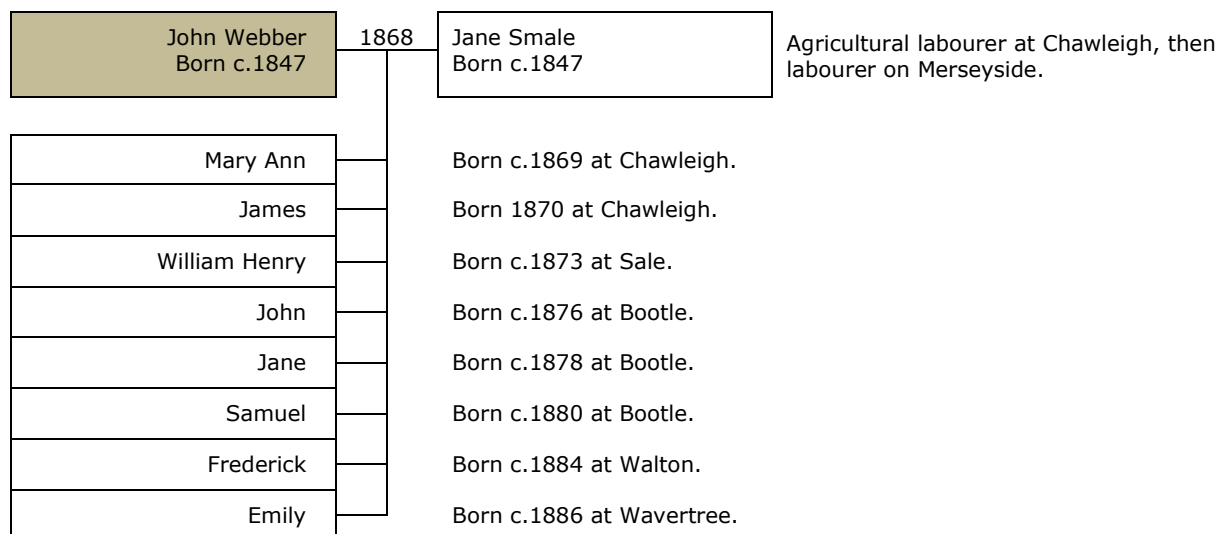 John Webber
Born c.1847
1868
Jane Smale
Born c.1847
Agricultural labourer at Chawleigh, then
labourer on Merseyside.
Mary Ann
Born c.1869 at Chawleigh.
James
Born 1870 at Chawleigh.
William Henry
Born c.1873 at Sale.
John
Born c.1876 at Bootle.
Jane
Born c.1878 at Bootle.
Samuel
Born c.1880 at Bootle.
Frederick
Born c.1884 at Walton.
Emily
Born c.1886 at Wavertree.